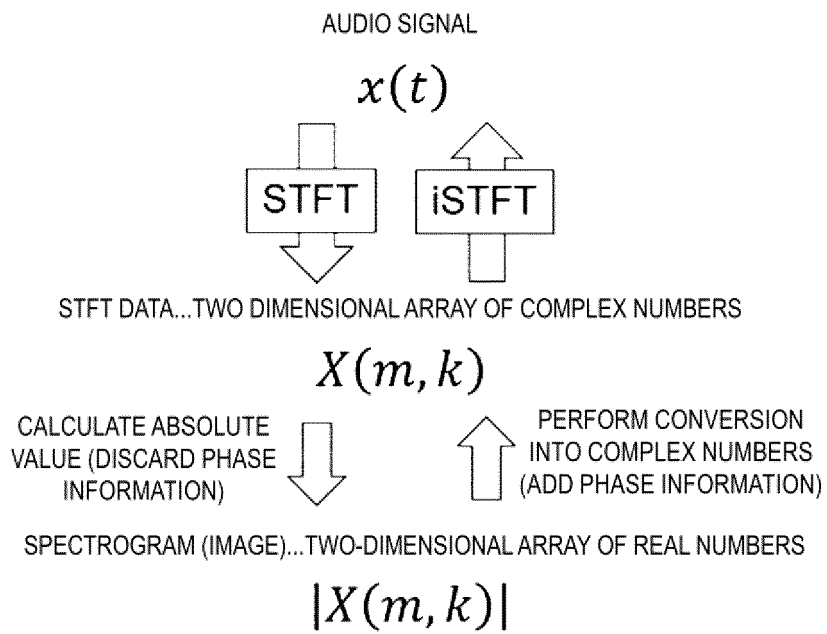 AUDIO SIGNAL
x(t)
STFT
iSTFT
STFT DATA...TWO DIMENSIONAL ARRAY OF COMPLEX NUMBERS
X(m, k)
CALCULATE ABSOLUTE
VALUE (DISCARD PHASE
INFORMATION)
PERFORM CONVERSION
INTO COMPLEX NUMBERS
(ADD PHASE INFORMATION)
SPECTROGRAM (IMAGE)...TWO-DIMENSIONAL ARRAY OF REAL NUMBERS
|X(m, k)|